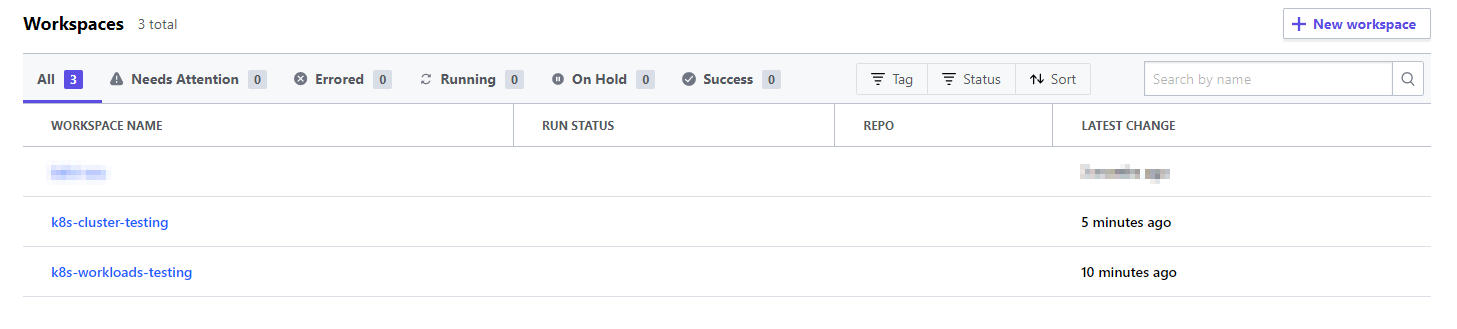 Workspaces 3 total
New workspace
All 3 Needs Attention 0 Errored 0 Running 0 On Hold 0 Success 0 Tag Status Sort Search by name
WORKSPACE NAME RUN STATUS REPO LATEST CHANGE
k8s-cluster-testing 5 minutes ago
k8s-workloads-testing 10 minutes ago